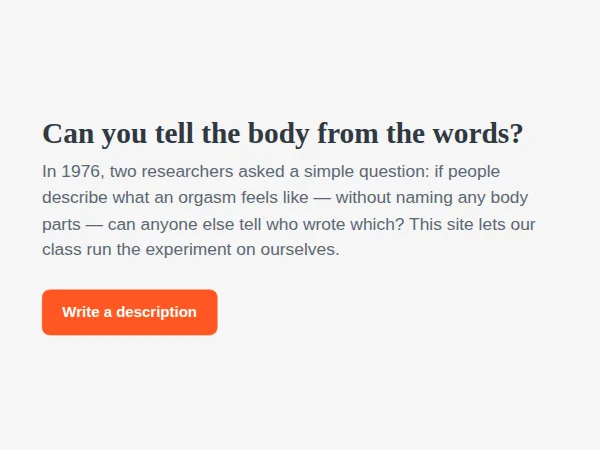 Can you tell the body from the words?
In 1976, two researchers asked a simple question: if people
describe what an orgasm feels like — without naming any body
parts — can anyone else tell who wrote which? This site lets our
class run the experiment on ourselves.
Write a description